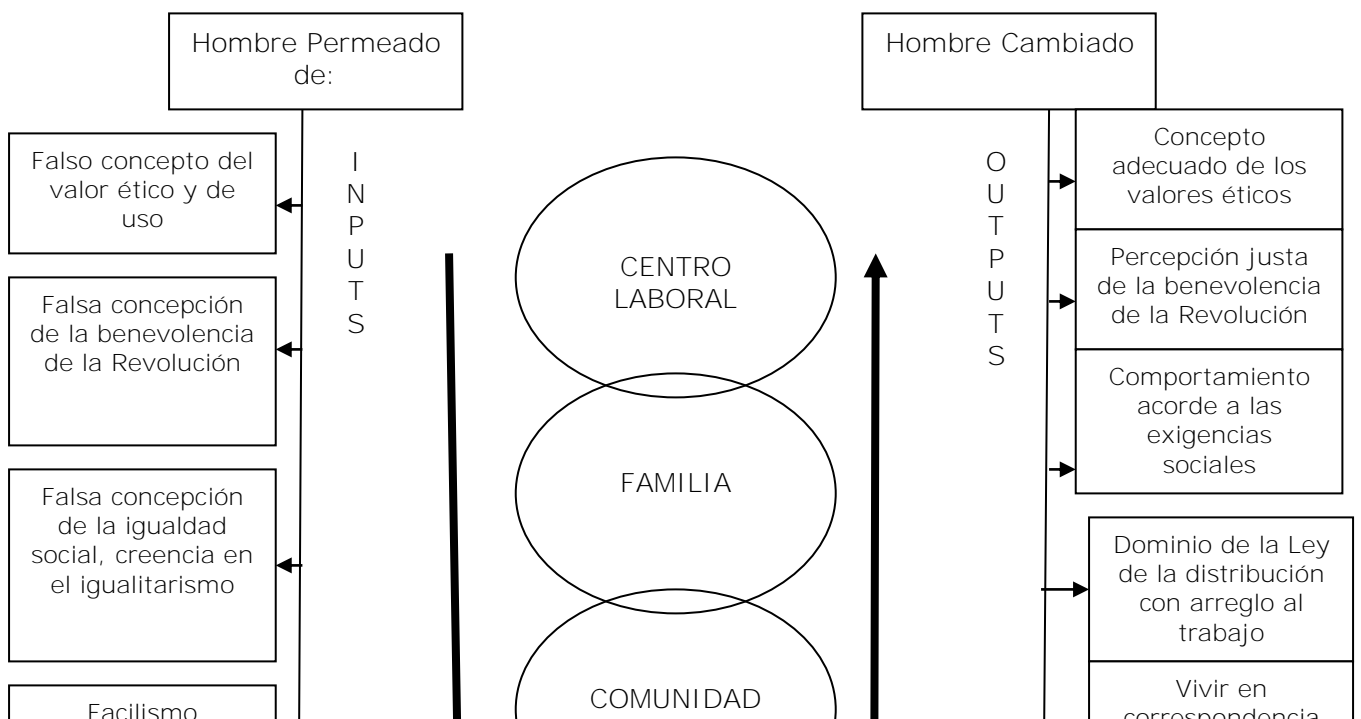 Hombre Permeado
de:
Falso concepto del
valor ético y de
uso
Falsa concepción
de la benevolencia
de la Revolución
Falsa concepción
de la igualdad
social, creencia en
el igualitarismo
Facilismo
I
N
P
U
T
S
CENTRO
LABORAL
FAMILIA
COMUNIDAD
O
U
T
P
U
T
S
Hombre Cambiado
Concepto
adecuado de los
valores éticos
Percepción justa
de la benevolencia
de la Revolución
Comportamiento
acorde a las
exigencias
sociales
Dominio de la Ley
de la distribución
con arreglo al
trabajo
Vivir en
correspondencia